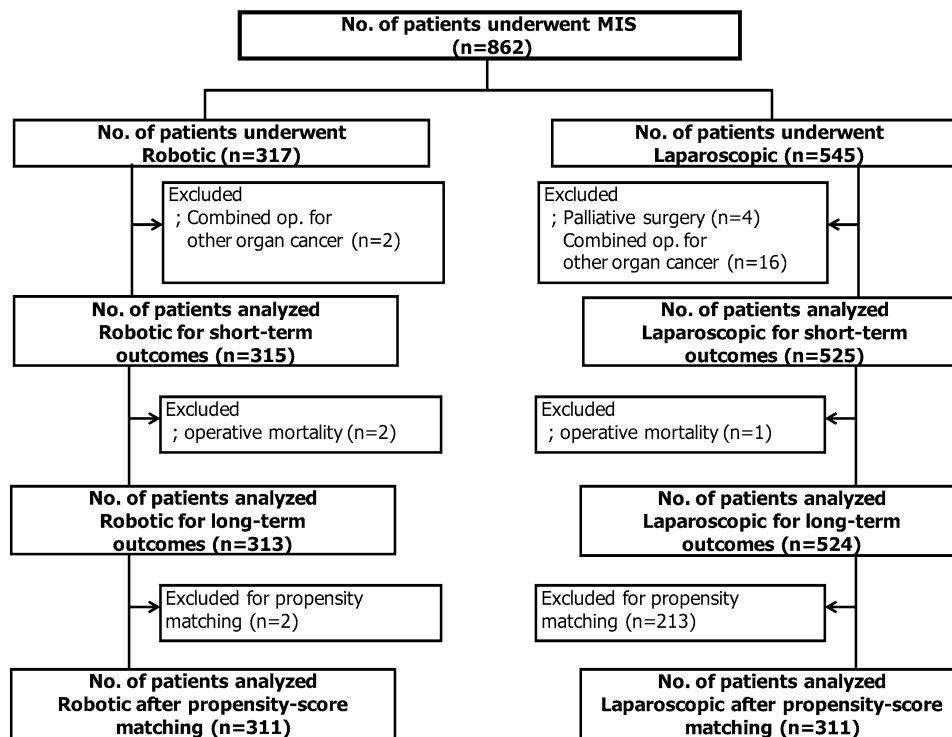 No. of patients underwent MIS
(n=862)
No. of patients underwent
Robotic (n=317)
No. of patients underwent
Laparoscopic (n=545)
Excluded
; Combined op. for
other organ cancer (n=2)
Excluded
; Palliative surgery (n=4)
Combined op. for
other organ cancer (n=16)
No. of patients analyzed
Robotic for short-term
outcomes (n=315)
No. of patients analyzed
Laparoscopic for short-term
outcomes (n=525)
Excluded
; operative mortality (n=2)
Excluded
; operative mortality (n=1)
No. of patients analyzed
Robotic for long-term
outcomes (n=313)
No. of patients analyzed
Laparoscopic for long-term
outcomes (n=524)
Excluded for propensity
matching (n=2)
Excluded for propensity
matching (n=213)
No. of patients analyzed
Robotic after propensity-score
matching (n=311)
No. of patients analyzed
Laparoscopic after propensity-score
matching (n=311)